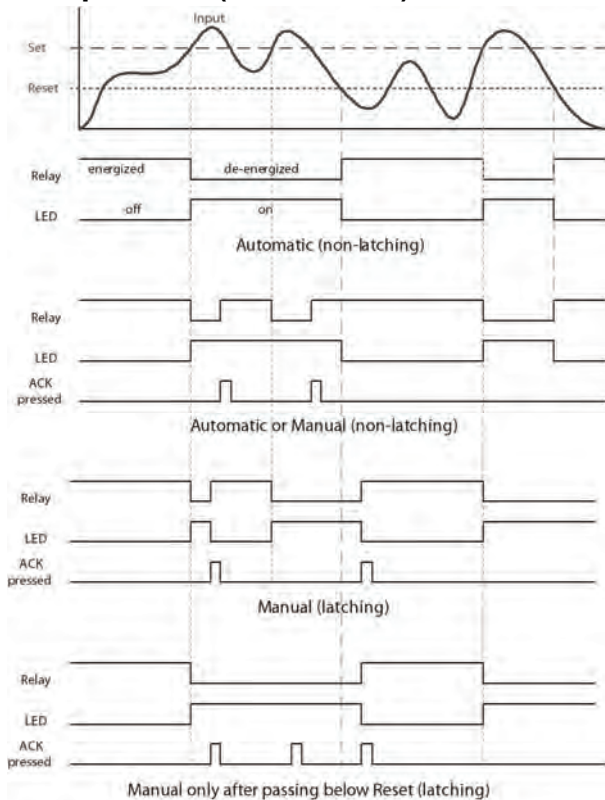 Input
Set
Reset
Relay energized de-energized
LED off on
Automatic (non-latching)
Relay
LED
ACK
pressed
Automatic or Manual (non-latching)
Relay
LED
ACK
pressed
Manual (latching)
Relay
LED
ACK
pressed
Manual only after passing below Reset (latching)